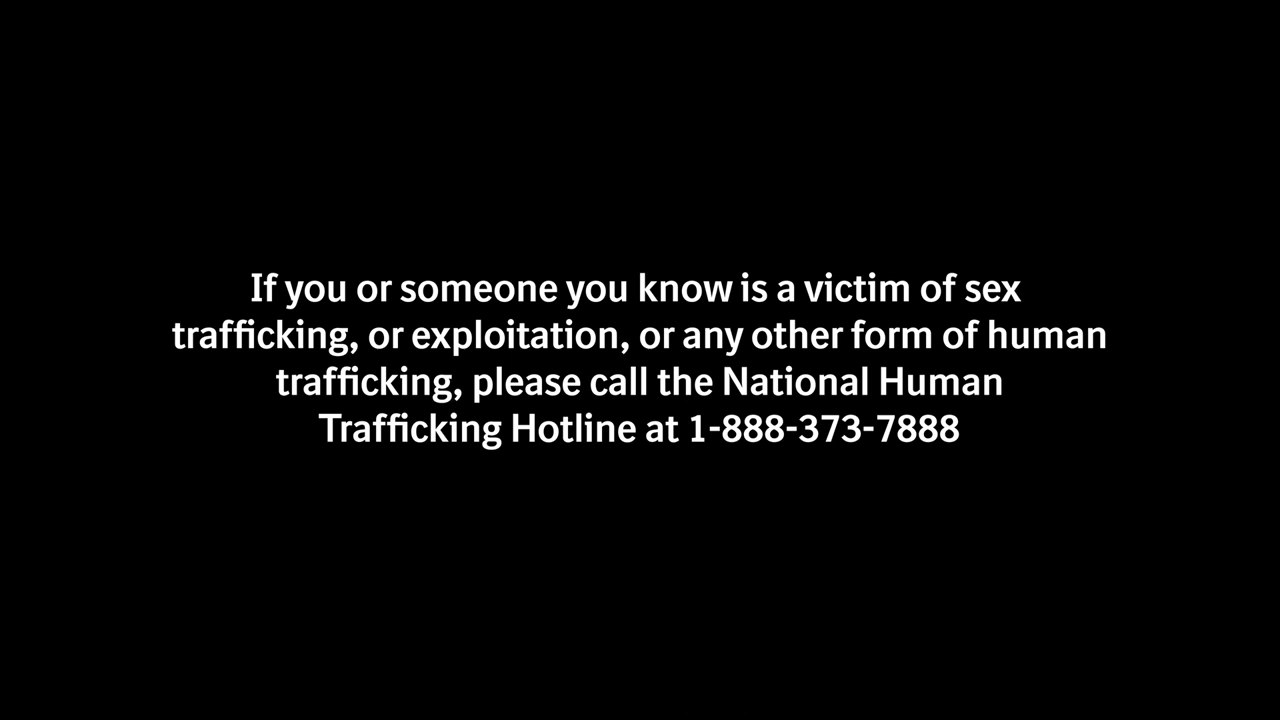 If you or someone you know is a victim of sex
trafficking, or exploitation, or any other form of human
trafficking, please call the National Human
Trafficking Hotline at 1-888-373-7888